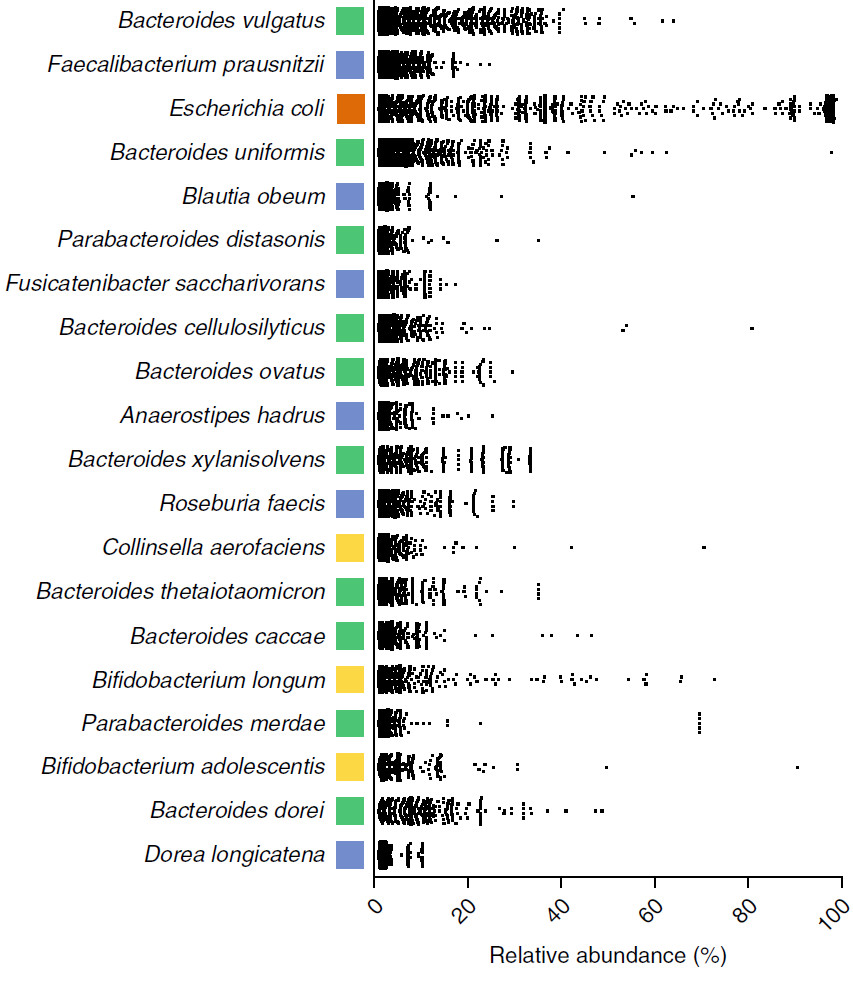 Bacteroides vulgatus
Faecalibacterium prausnitzii
Escherichia coli
Bacteroides uniformis
Blautia obeum
Parabacteroides distasonis
Fusicatenibacter saccharivorans
Bacteroides cellulosilyticus
Bacteroides ovatus
Anaerostipes hadrus
Bacteroides xylanisolvens
Roseburia faecis
Collinsella aerofaciens
Bacteroides thetaiotaomicron
Bacteroides caccae
Bifidobacterium longum
Parabacteroides merdae
Bifidobacterium adolescentis
Bacteroides dorei
Dorea longicatena
0 20 40 60 80 100
Relative abundance (%)